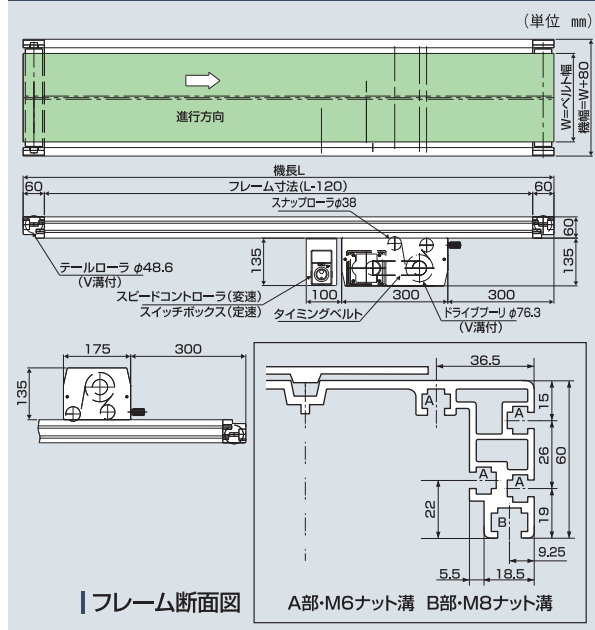 （単位 mm）
進行方向
W=ベルト幅
機幅=W+80
機長L
60
フレーム寸法(L-120)
60
スナップローラφ38
60
135
135
テールローラ φ48.6
（V溝付）
スピードコントローラ（変速）
スイッチボックス（定速）
100
300
300
タイミングベルト
ドライブプーリ φ76.3
（V溝付）
175
300
135
36.5
A
A
15
26
60
A
A
22
19
B
9.25
5.5
18.5
フレーム断面図
A部・M6ナット溝 B部・M8ナット溝